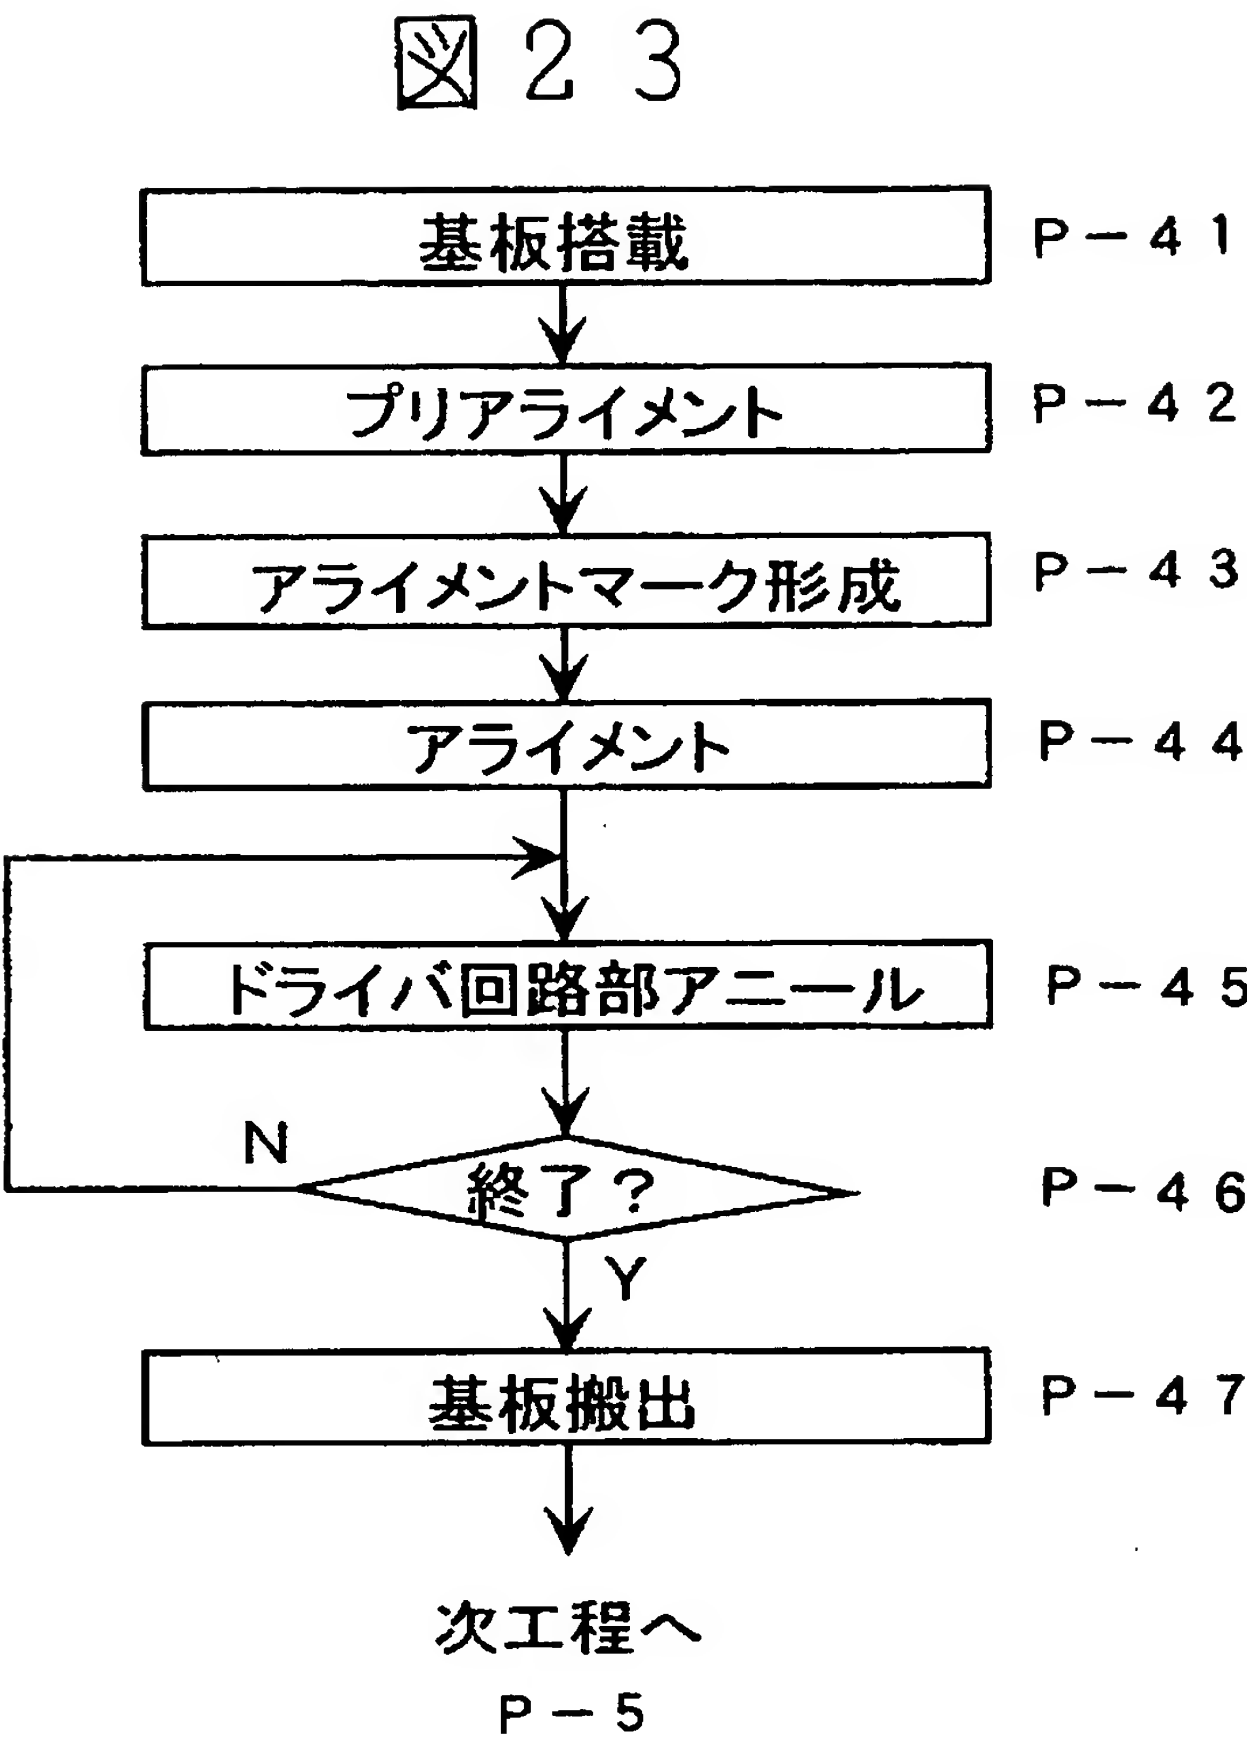 図23
基板搭載 P-41
プリアライメント P-42
アライメントマーク形成 P-43
アライメント P-44
ドライバ回路部アニール P-45
N
終了? P-46
Y
基板搬出 P-47
次工程へ
P-5